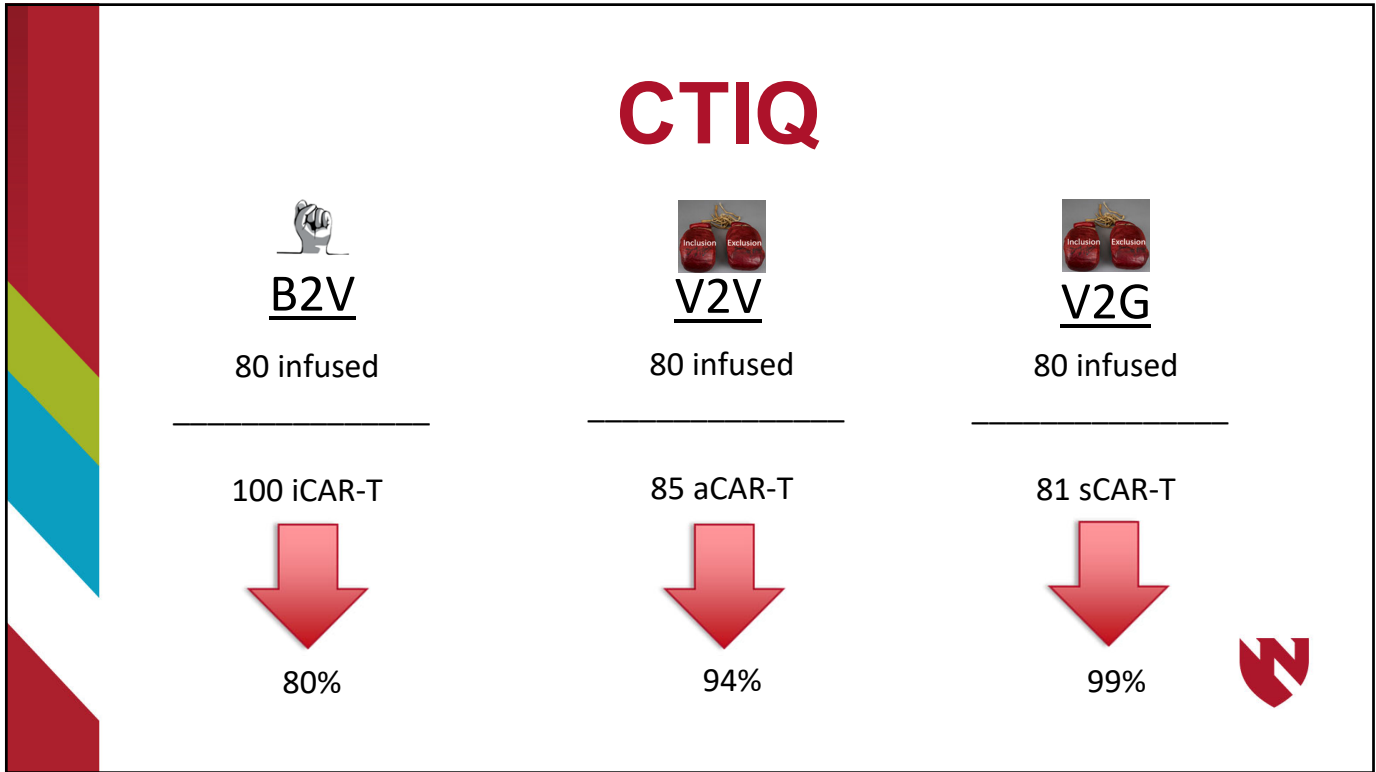 CTIQ
B2V
80 infused
100 iCAR-T
80%
Inclusion Exclusion
V2V
80 infused
85 aCAR-T
94%
Inclusion Exclusion
V2G
80 infused
81 sCAR-T
99%